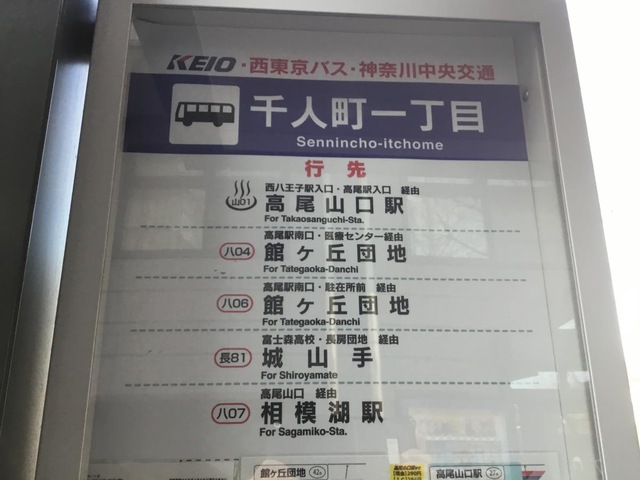 KEIO・西東京バス・神奈川中央交通
千人町一丁目
Sennincho-itchome
行先
西八王子駅入口・高尾駅入口 経由
山01 高尾山口駅
For Takaosanguchi-Sta.
高尾駅南口・医療センター経由
八04 館ヶ丘団地
For Tategaoka-Danchi
高尾駅南口・駐在所前 経由
八06 館ヶ丘団地
For Tategaoka-Danchi
富士森高校・長房団地 経由
長81 城山手
For Shiroyamate
高尾山口 経由
八07 相模湖駅
For Sagamiko-Sta.
館ヶ丘団地 高尾山口駅